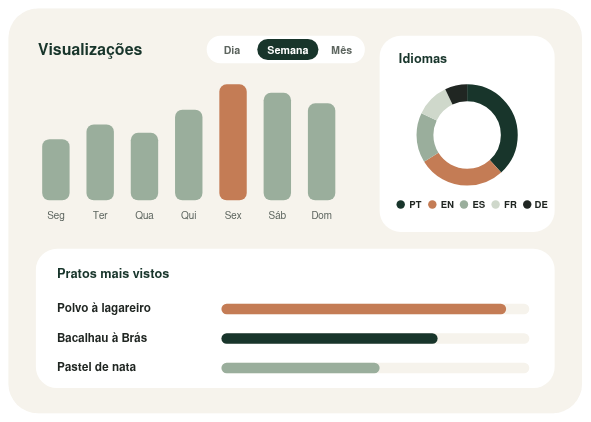 Visualizações
Dia Semana Mês
Seg Ter Qua Qui Sex Sáb Dom
Idiomas
PT EN ES FR DE
Pratos mais vistos
Polvo à lagareiro
Bacalhau à Brás
Pastel de nata